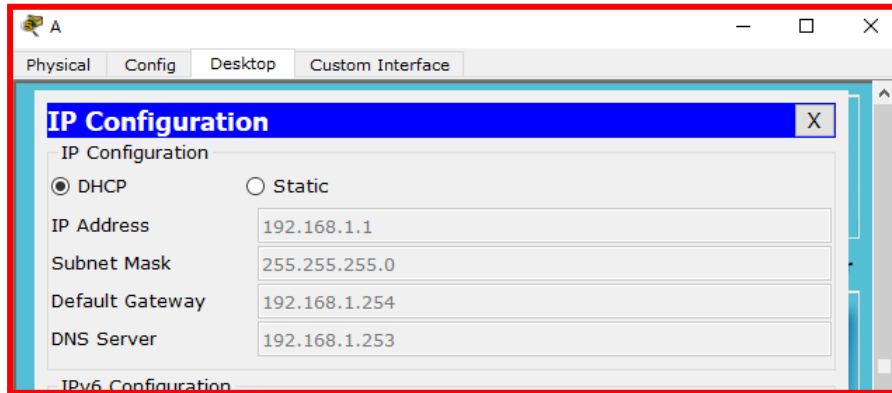 A
Physical Config Desktop Custom Interface
IP Configuration X
IP Configuration
DHCP Static
IP Address 192.168.1.1
Subnet Mask 255.255.255.0
Default Gateway 192.168.1.254
DNS Server 192.168.1.253
IPv6 Configuration